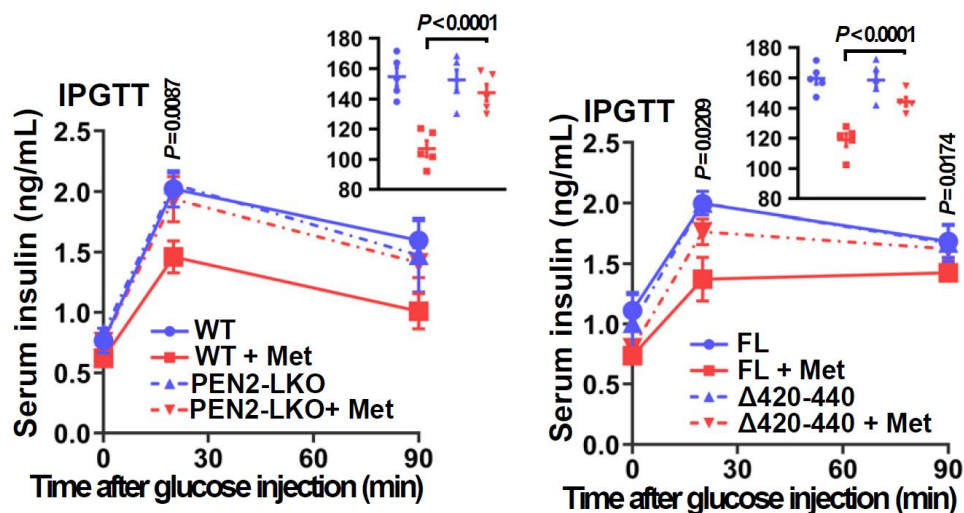 P < 0.0001
180
160
140
120
100
80
IPGTT
P=0.0087
2.5
2.0
1.5
1.0
0.5
0.0
Serum insulin (ng/mL)
WT
WT + Met
PEN2-LKO
PEN2-LKO+ Met
0
30
60
90
Time after glucose injection (min)
P<0.0001
180
160
140
120
100
80
IPGTT
P=0.0209
P=0.0174
2.5
2.0
1.5
1.0
0.5
0.0
Serum insulin (ng/mL)
FL
FL + Met
Δ420-440
Δ420-440 + Met
0
30
60
90
Time after glucose injection (min)